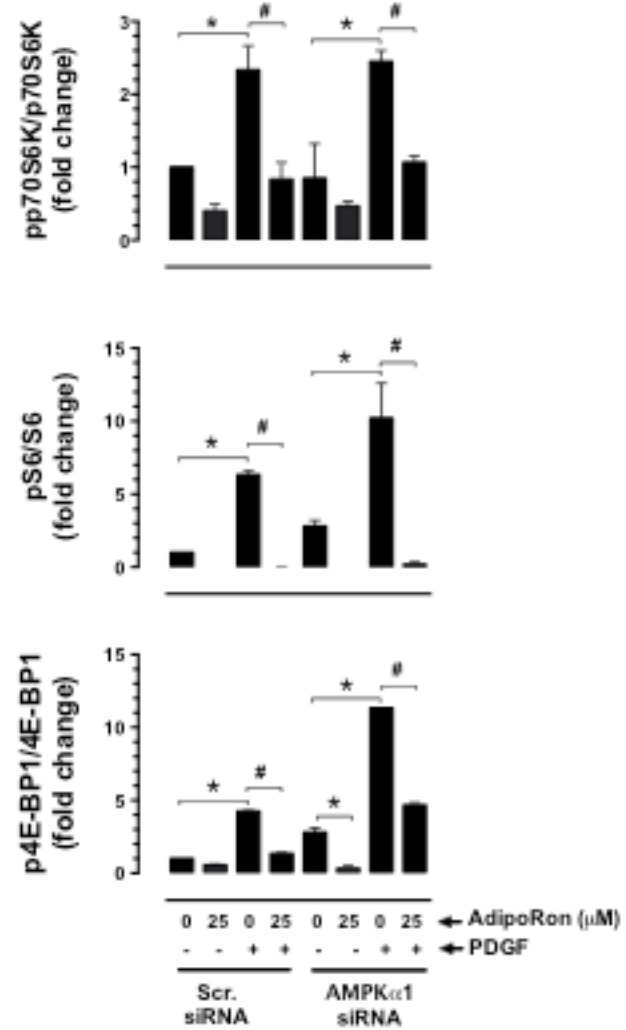 pp70S6K/p70S6K
(fold change)
3
2
1
0
* # * #
pS6/S6
(fold change)
15
10
5
0
* # * #
p4E-BP1/4E-BP1
(fold change)
15
10
5
0
* # * * #
0 25 0 25 0 25 0 25 AdipoRon (μM)
- - + + - - + + PDGF
Scr. siRNA
AMPKα1 siRNA